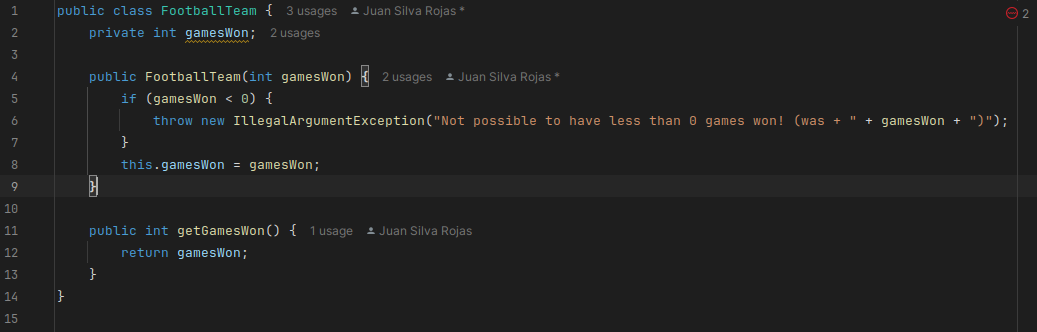 1 public class FootballTeam { 3 usages Juan Silva Rojas * 2
2 private int gamesWon; 2 usages
3
4 public FootballTeam(int gamesWon) { 2 usages Juan Silva Rojas *
5 if (gamesWon < 0) {
6 throw new IllegalArgumentException("Not possible to have less than 0 games won! (was + " + gamesWon + ")");
7 }
8 this.gamesWon = gamesWon;
9 }
10
11 public int getGamesWon() { 1 usage Juan Silva Rojas
12 return gamesWon;
13 }
14 }
15